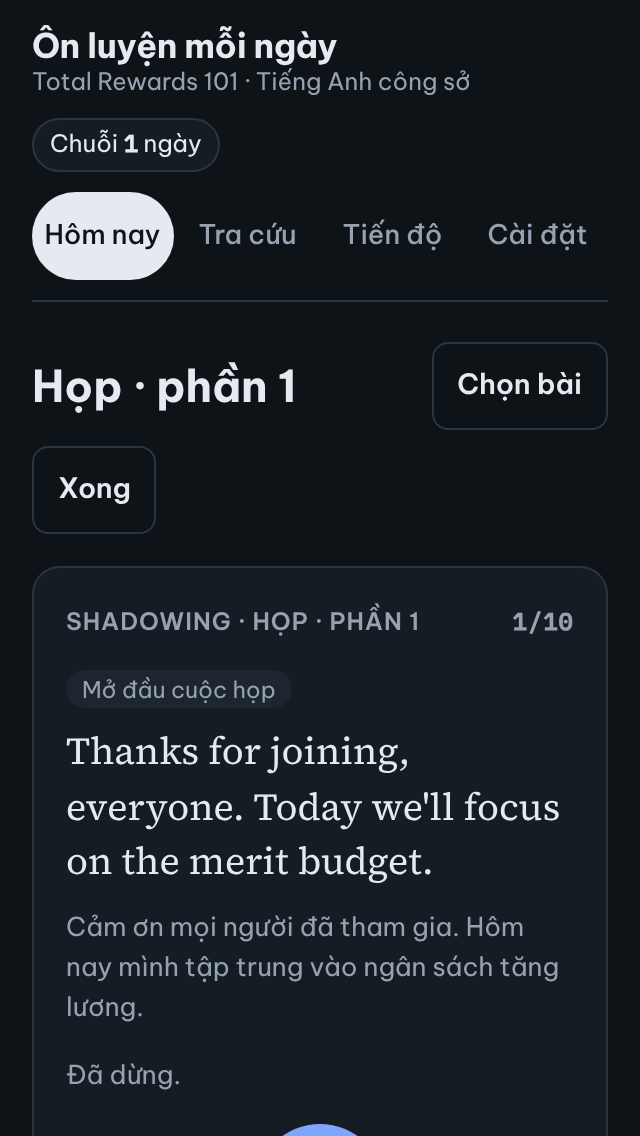 Ôn luyện mỗi ngày
Total Rewards 101 · Tiếng Anh công sở
Chuỗi 1 ngày
Hôm nay
Tra cứu
Tiến độ
Cài đặt
Họp · phần 1
Chọn bài
Xong
SHADOWING · HỌP · PHẦN 1
1/10
Mở đầu cuộc họp
Thanks for joining,
everyone. Today we'll focus
on the merit budget.
Cảm ơn mọi người đã tham gia. Hôm
nay mình tập trung vào ngân sách tăng
lương.
Đã dừng.